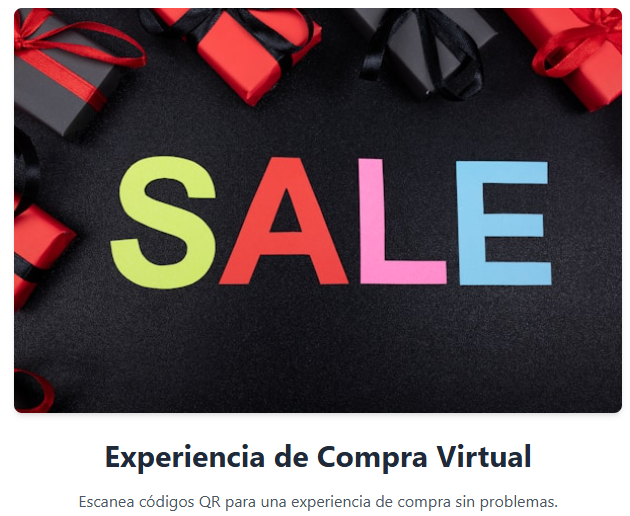 SALE
Experiencia de Compra Virtual
Escanea códigos QR para una experiencia de compra sin problemas.